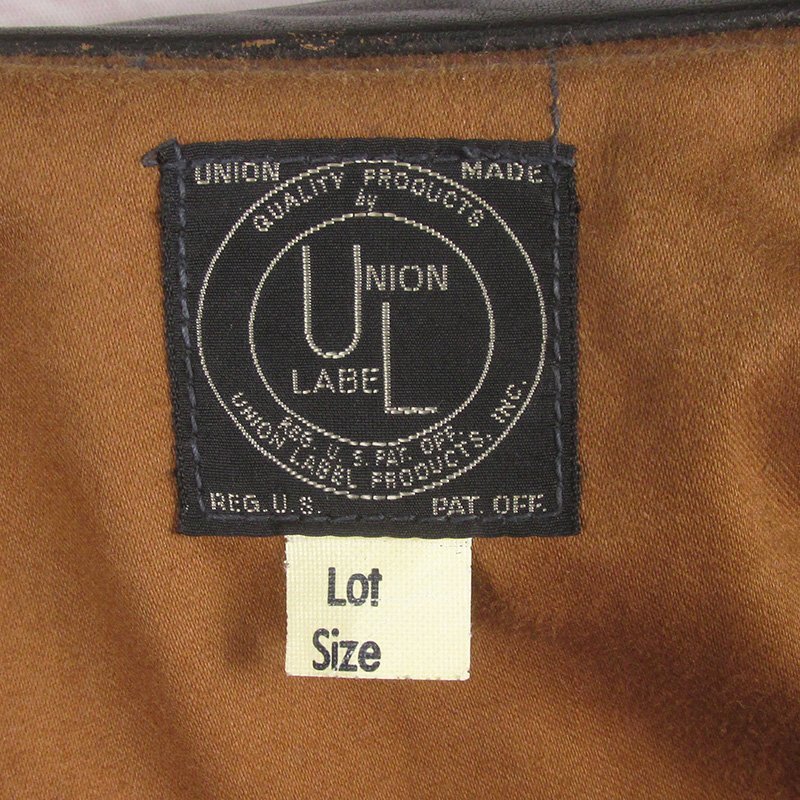 UNION MADE
QUALITY PRODUCTS
by
UNION
LABEL
REG. U. S. PAT. OFF.
UNION LABEL PRODUCTS, INC.
REG. U.S. PAT. OFF.
Lot
Size